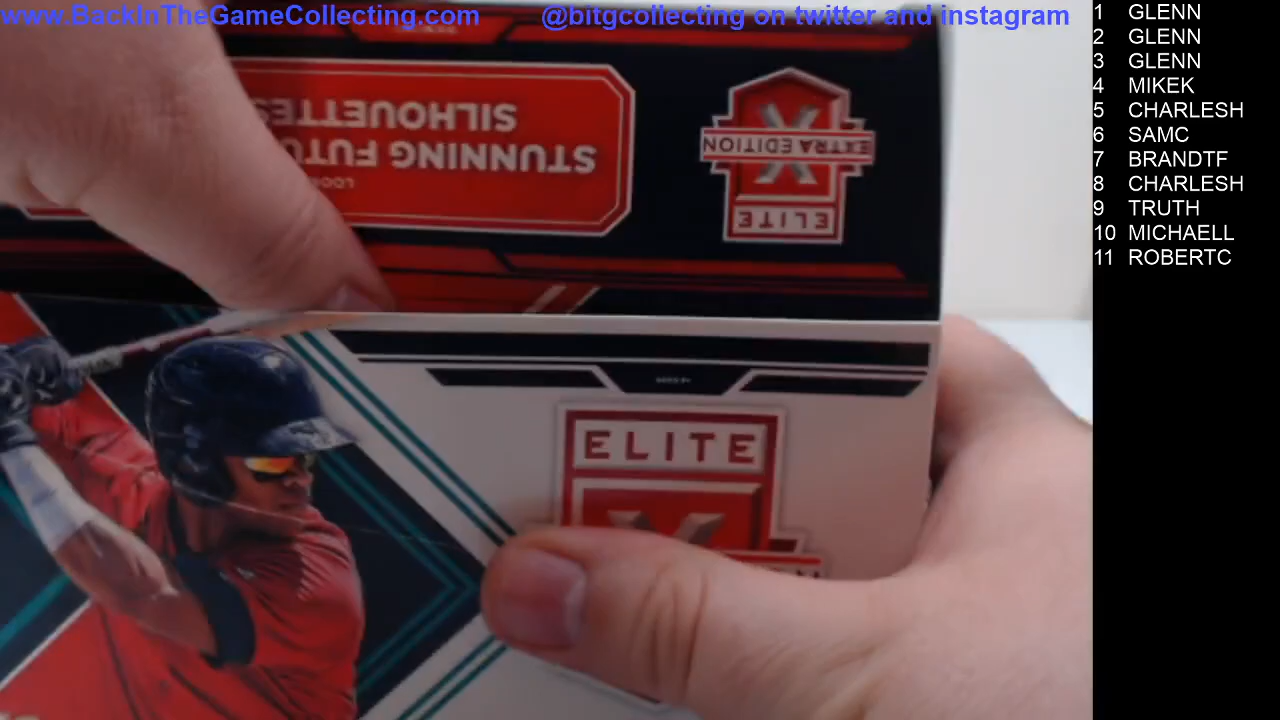 www.BackInTheGameCollecting.com @bitgcollecting on twitter and instagram
1 GLENN
2 GLENN
3 GLENN
4 MIKEK
5 CHARLESH
6 SAMC
7 BRANDTF
8 CHARLESH
9 TRUTH
10 MICHAELL
11 ROBERTC
STUNNING
SILHOUETTES
ELITE
EXTRA EDITION
X
ELITE
X